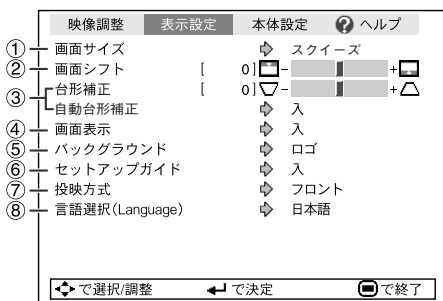 映像調整 表示設定 本体設定 ? ヘルプ
① 画面サイズ スクイーズ
② 画面シフト [ 0] - +
③ 台形補正 [ 0] - +
自動台形補正 入
④ 画面表示 入
⑤ バックグラウンド ロゴ
⑥ セットアップガイド 入
⑦ 投映方式 フロント
⑧ 言語選択(Language) 日本語
で選択/調整 で決定 で終了